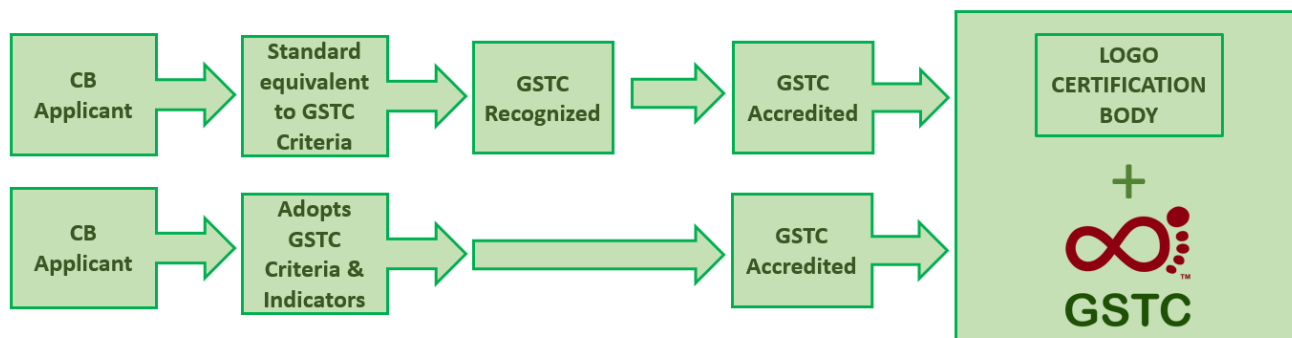 CB
Applicant
Standard
equivalent
to GSTC
Criteria
GSTC
Recognized
GSTC
Accredited
LOGO
CERTIFICATION
BODY
+
CB
Applicant
Adopts
GSTC
Criteria &
Indicators
GSTC
Accredited
TM
GSTC